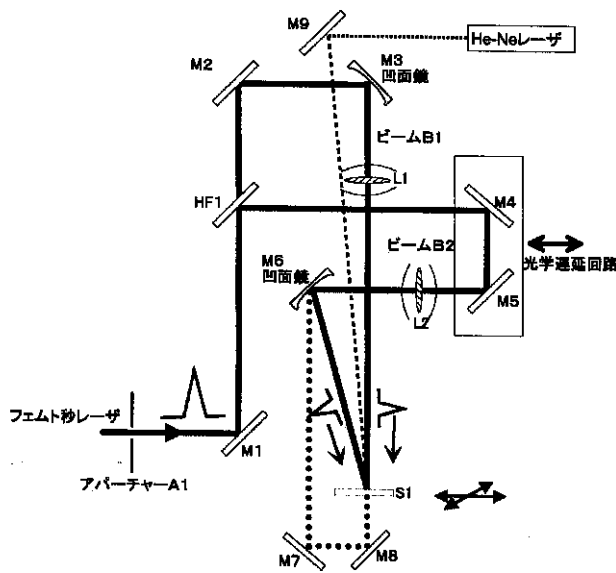 M9
He-Neレーザ
M2
M3
凹面鏡
ビームB1
L1
HF1
M4
ビームB2
M6
凹面鏡
光学遅延回路
M5
L2
フェムト秒レーザ
M1
アパーチャーA1
S1
M7
M8